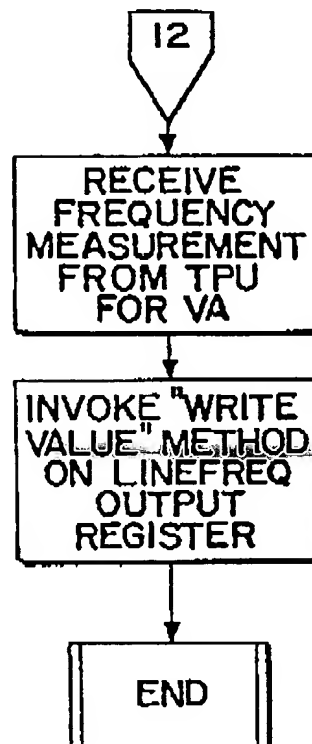 12
RECEIVE
FREQUENCY
MEASUREMENT
FROM TPU
FOR VA
INVOKE "WRITE
VALUE" METHOD
ON LINEFREQ
OUTPUT
REGISTER
END